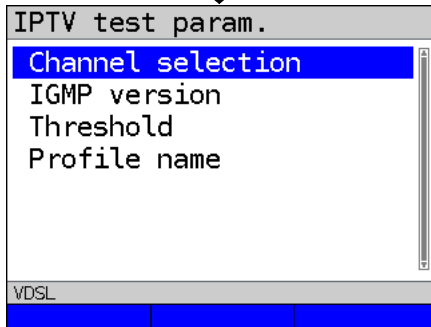 IPTV test param.
Channel selection
IGMP version
Threshold
Profile name
VDSL